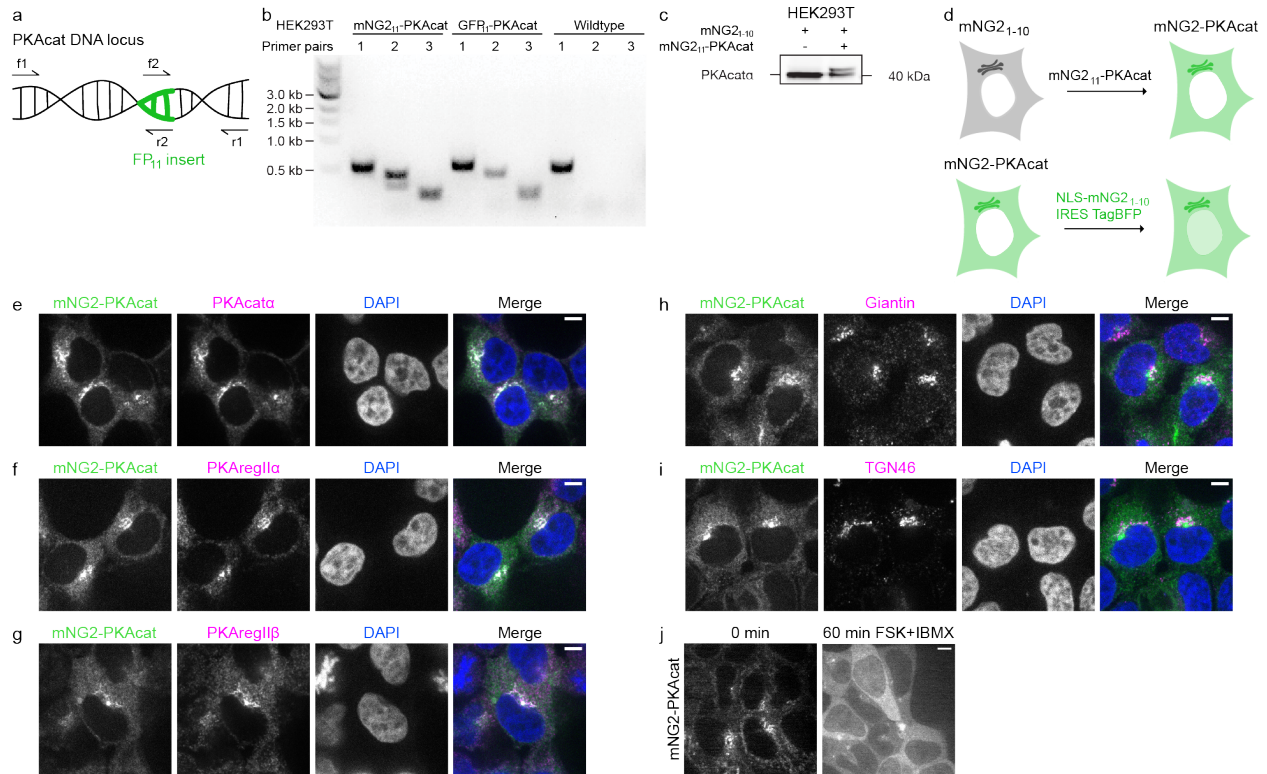 a
PKAcat DNA locus
f1
f2
r2
r1
FP₁₁ insert
b
HEK293T
mNG2₁₁-PKAcat
GFP₁-PKAcat
Wildtype
Primer pairs
1 2 3 1 2 3 1 2 3
3.0 kb
2.0 kb
1.5 kb
1.0 kb
0.5 kb
c
HEK293T
mNG2₁₋₁₀ + +
mNG2₁₁-PKAcat - +
PKAcatα
40 kDa
d
mNG2₁₋₁₀
mNG2-PKAcat
mNG2₁₁-PKAcat
mNG2-PKAcat
NLS-mNG2₁₋₁₀
IRES TagBFP
e
mNG2-PKAcat PKAcatα DAPI Merge
f
mNG2-PKAcat PKAregIIα DAPI Merge
g
mNG2-PKAcat PKAregIIβ DAPI Merge
h
mNG2-PKAcat Giantin DAPI Merge
i
mNG2-PKAcat TGN46 DAPI Merge
j
0 min 60 min FSK+IBMX
mNG2-PKAcat